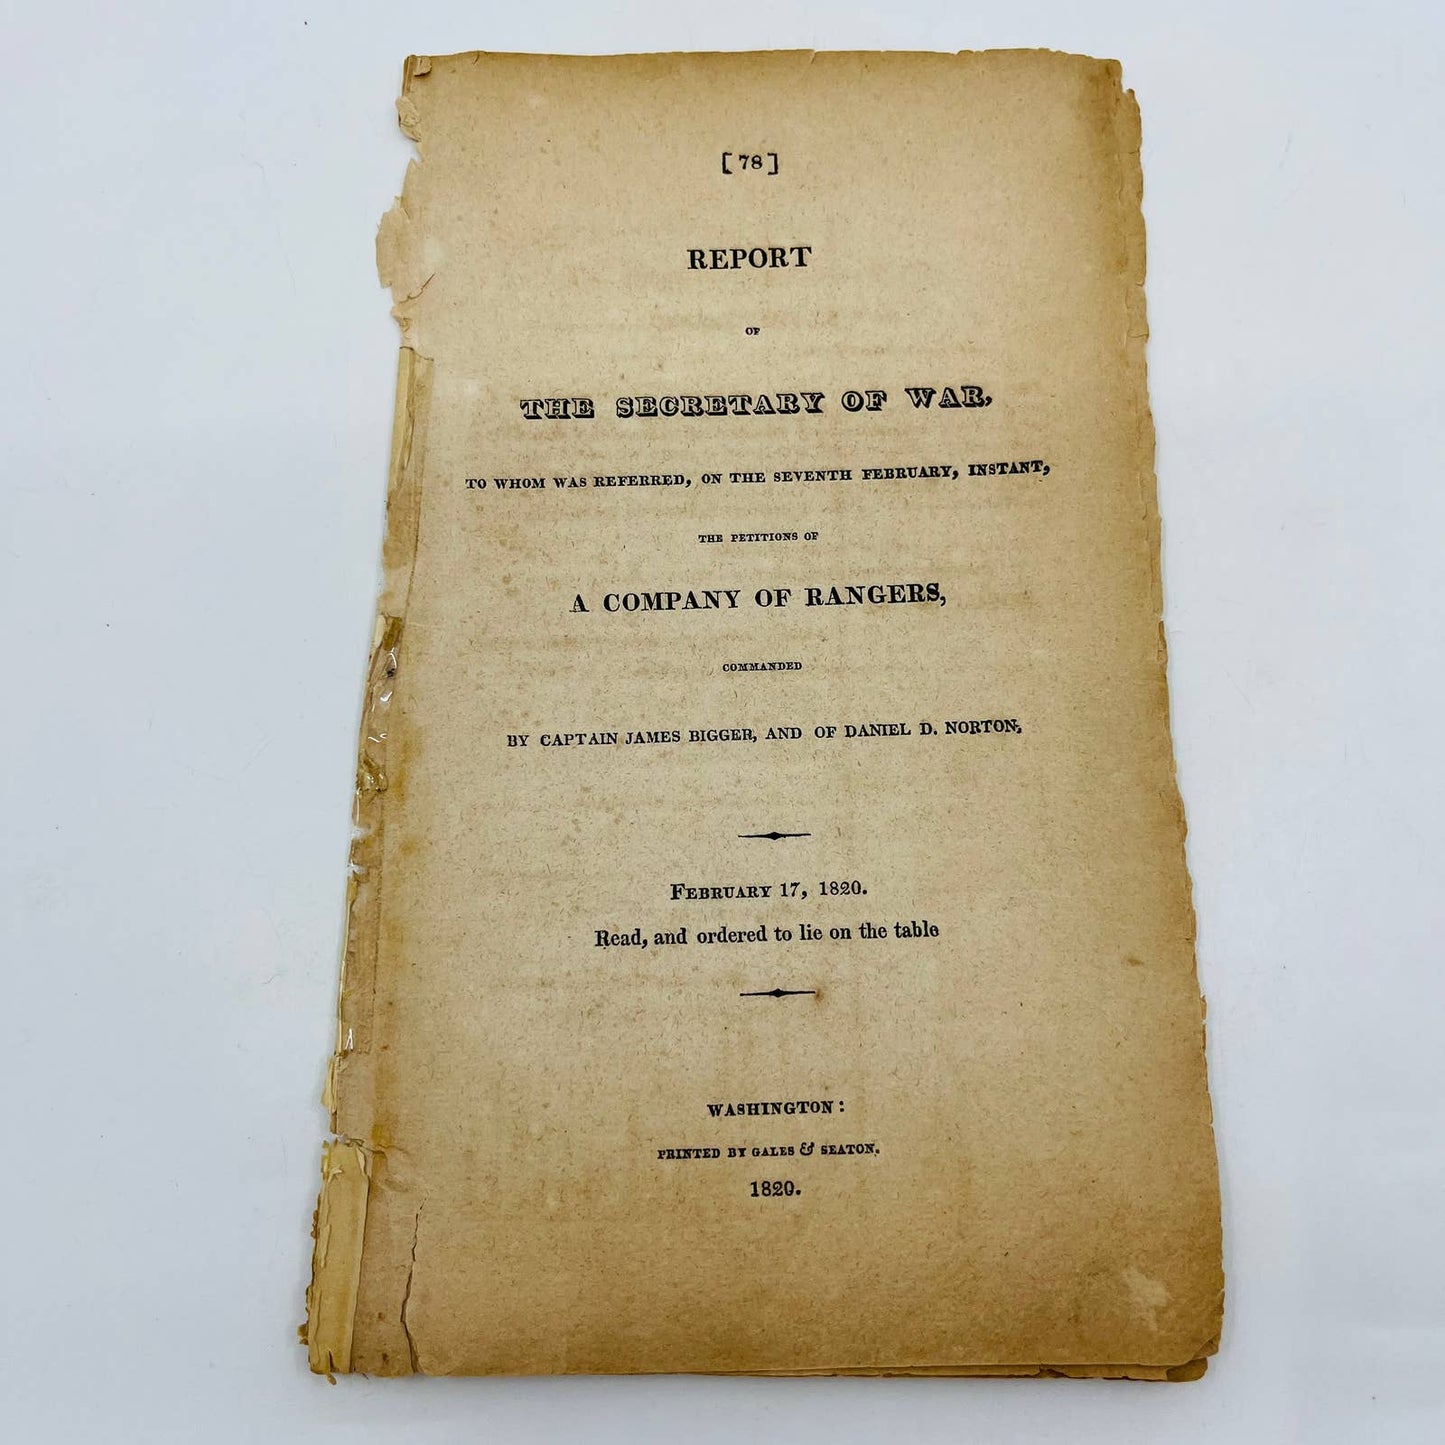 [78]
REPORT
OF
THE SECRETARY OF WAR,
TO WHOM WAS REFERRED, ON THE SEVENTH FEBRUARY, INSTANT,
THE PETITIONS OF
A COMPANY OF RANGERS,
COMMANDED
BY CAPTAIN JAMES BIGGER, AND OF DANIEL D. NORTON,
FEBRUARY 17, 1820.
Read, and ordered to lie on the table
WASHINGTON:
PRINTED BY GALES & SEATON.
1820.